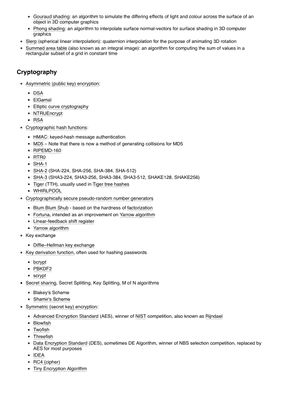 Gouraud shading: an algorithm to simulate the differing effects of light and colour across the surface of an
object in 3D computer graphics
Phong shading: an algorithm to interpolate surface normal-vectors for surface shading in 3D computer
graphics
Slerp (spherical linear interpolation): quaternion interpolation for the purpose of animating 3D rotation
Summed area table (also known as an integral image): an algorithm for computing the sum of values in a
rectangular subset of a grid in constant time
Cryptography
Asymmetric (public key) encryption:
DSA
ElGamal
Elliptic curve cryptography
NTRUEncrypt
RSA
Cryptographic hash functions:
HMAC: keyed-hash message authentication
MD5 – Note that there is now a method of generating collisions for MD5
RIPEMD-160
RTR0
SHA-1
SHA-2 (SHA-224, SHA-256, SHA-384, SHA-512)
SHA-3 (SHA3-224, SHA3-256, SHA3-384, SHA3-512, SHAKE128, SHAKE256)
Tiger (TTH), usually used in Tiger tree hashes
WHIRLPOOL
Cryptographically secure pseudo-random number generators
Blum Blum Shub - based on the hardness of factorization
Fortuna, intended as an improvement on Yarrow algorithm
Linear-feedback shift register
Yarrow algorithm
Key exchange
Diffie–Hellman key exchange
Key derivation function, often used for hashing passwords
bcrypt
PBKDF2
scrypt
Secret sharing, Secret Splitting, Key Splitting, M of N algorithms
Blakey's Scheme
Shamir's Scheme
Symmetric (secret key) encryption:
Advanced Encryption Standard (AES), winner of NIST competition, also known as Rijndael
Blowfish
Twofish
Threefish
Data Encryption Standard (DES), sometimes DE Algorithm, winner of NBS selection competition, replaced by
AES for most purposes
IDEA
RC4 (cipher)
Tiny Encryption Algorithm